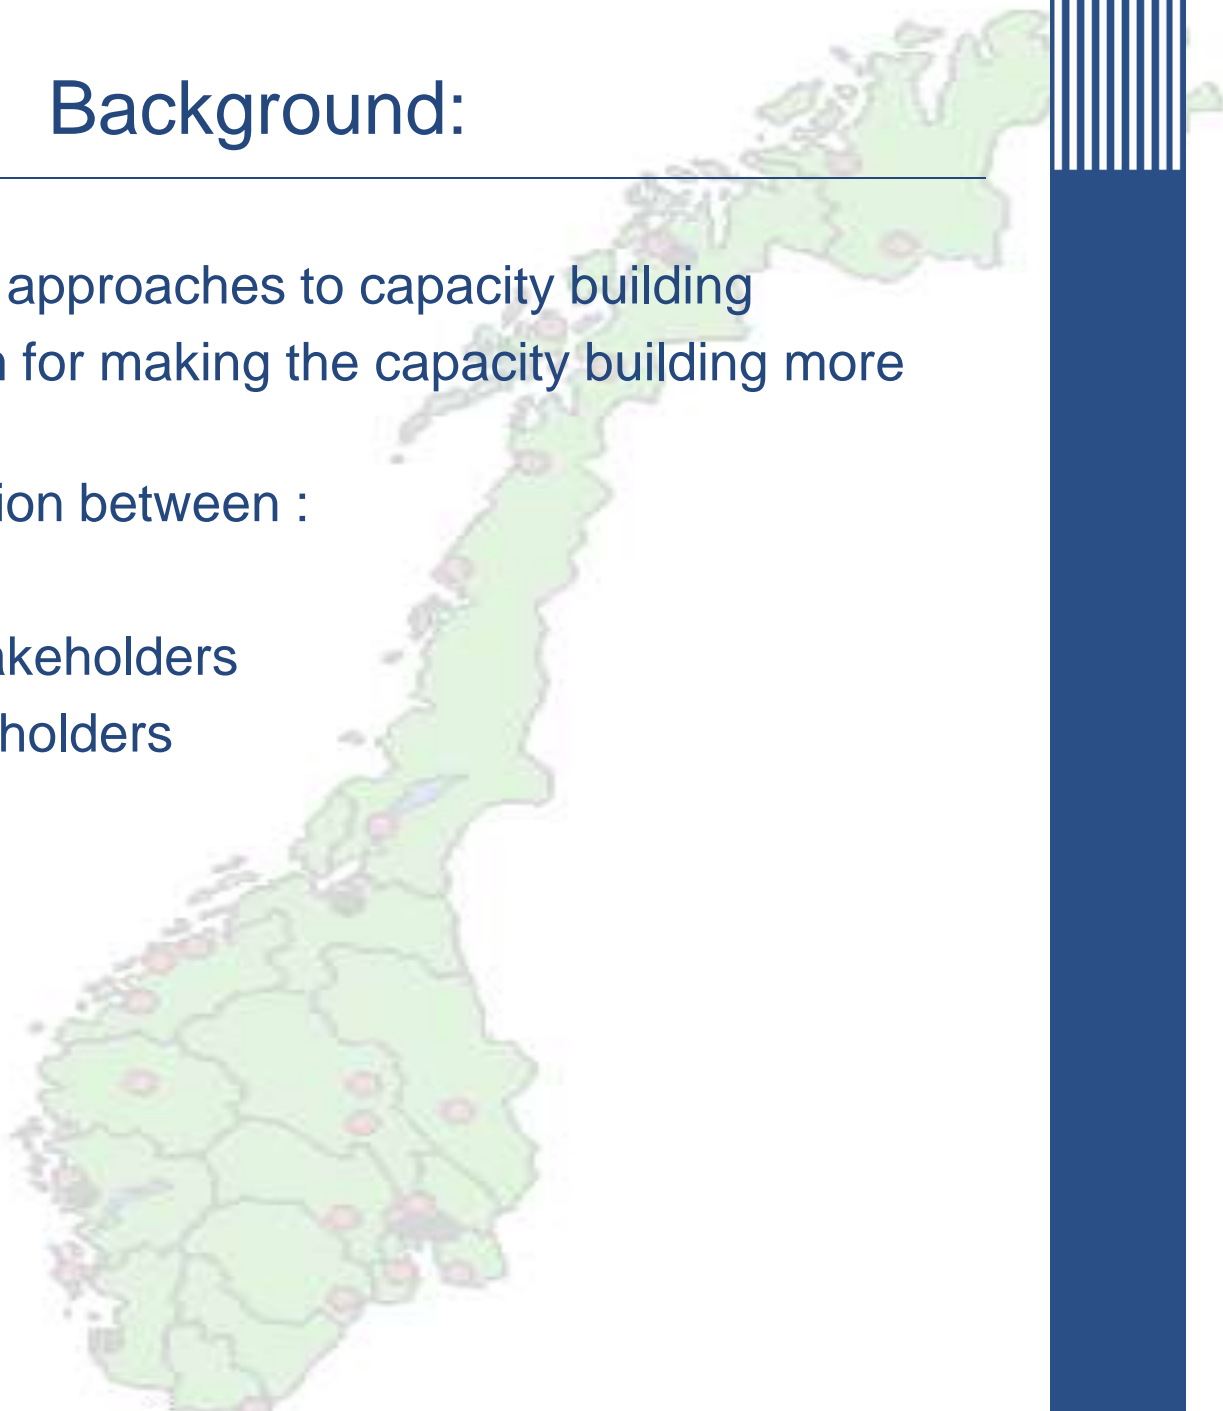 Background:
approaches to capacity building
for making the capacity building more
ion between :
akeholders
holders